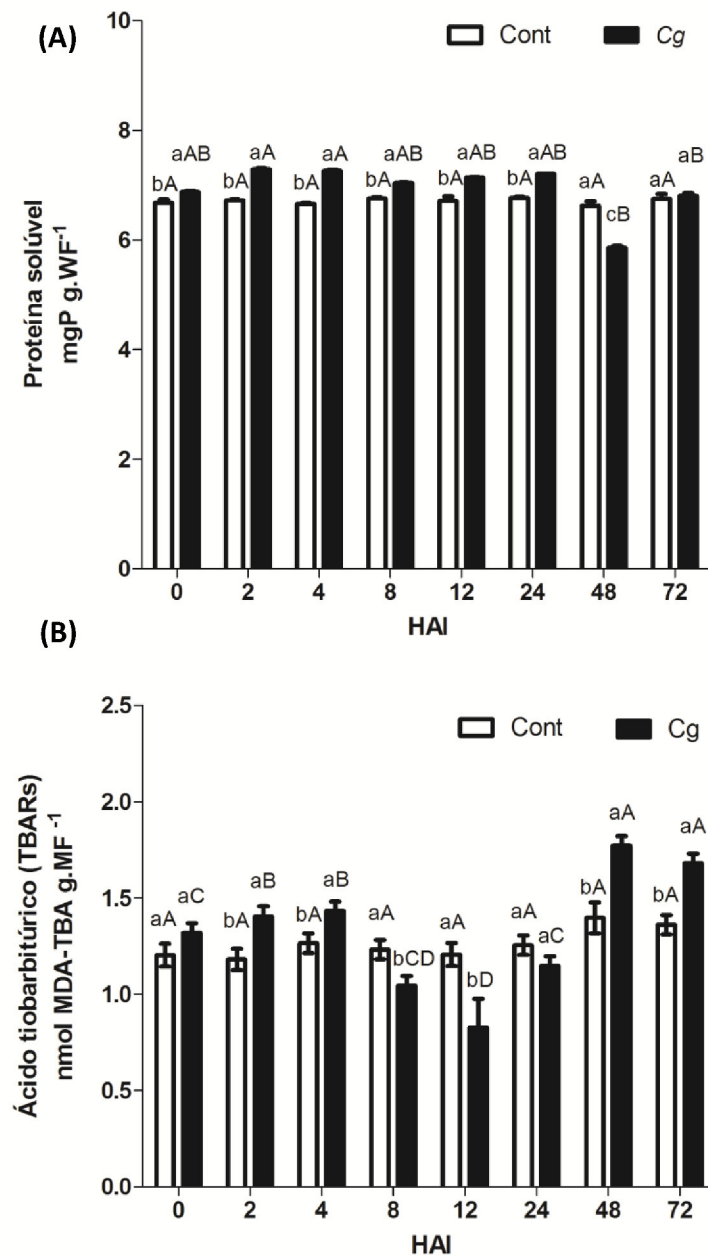 (A)
Cont Cg
Proteína solúvel
mgP g.WF-1
10
8
6
4
2
0
bA aAB bA aA bA aA bA aAB bA aAB bA aAB aA cB aA aB
0 2 4 8 12 24 48 72
HAI
(B)
Cont Cg
Ácido tiobarbitúrico (TBARs)
nmol MDA-TBA g.MF -1
2.5
2.0
1.5
1.0
0.5
0.0
aA aC bA aB bA aB aA bCD aA bD aA aC bA aA bA aA
0 2 4 8 12 24 48 72
HAI